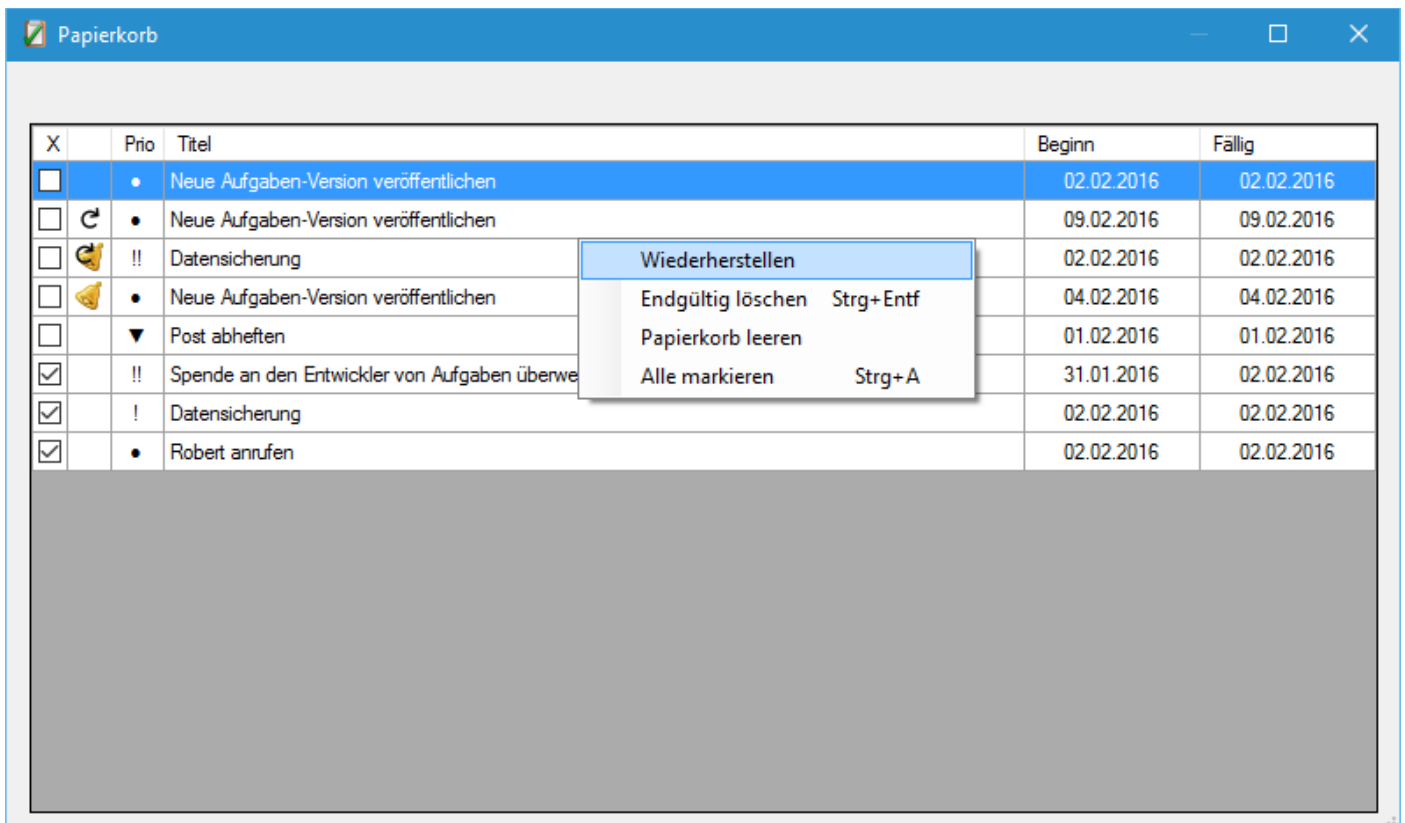 Papierkorb
X Prio Titel Beginn Fällig
Neue Aufgaben-Version veröffentlichen 02.02.2016 02.02.2016
Neue Aufgaben-Version veröffentlichen 09.02.2016 09.02.2016
!! Datensicherung 02.02.2016 02.02.2016
Wiederherstellen
Neue Aufgaben-Version veröffentlichen 04.02.2016 04.02.2016
Endgültig löschen Strg+Entf
Post abheften 01.02.2016 01.02.2016
Papierkorb leeren
!! Spende an den Entwickler von Aufgaben überwe 31.01.2016 02.02.2016
Alle markieren Strg+A
! Datensicherung 02.02.2016 02.02.2016
Robert anrufen 02.02.2016 02.02.2016